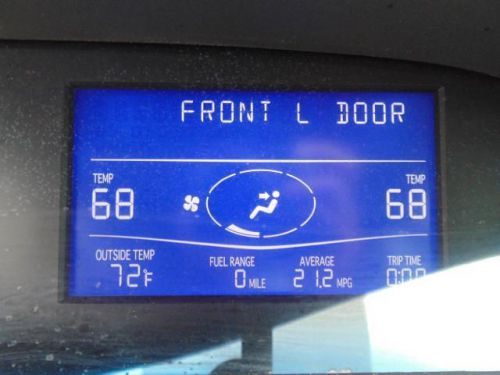 FRONT L DOOR
TEMP TEMP
68 68
OUTSIDE TEMP FUEL RANGE AVERAGE TRIP TIME
72°F 0 MILE 21.2 MPG 0:00